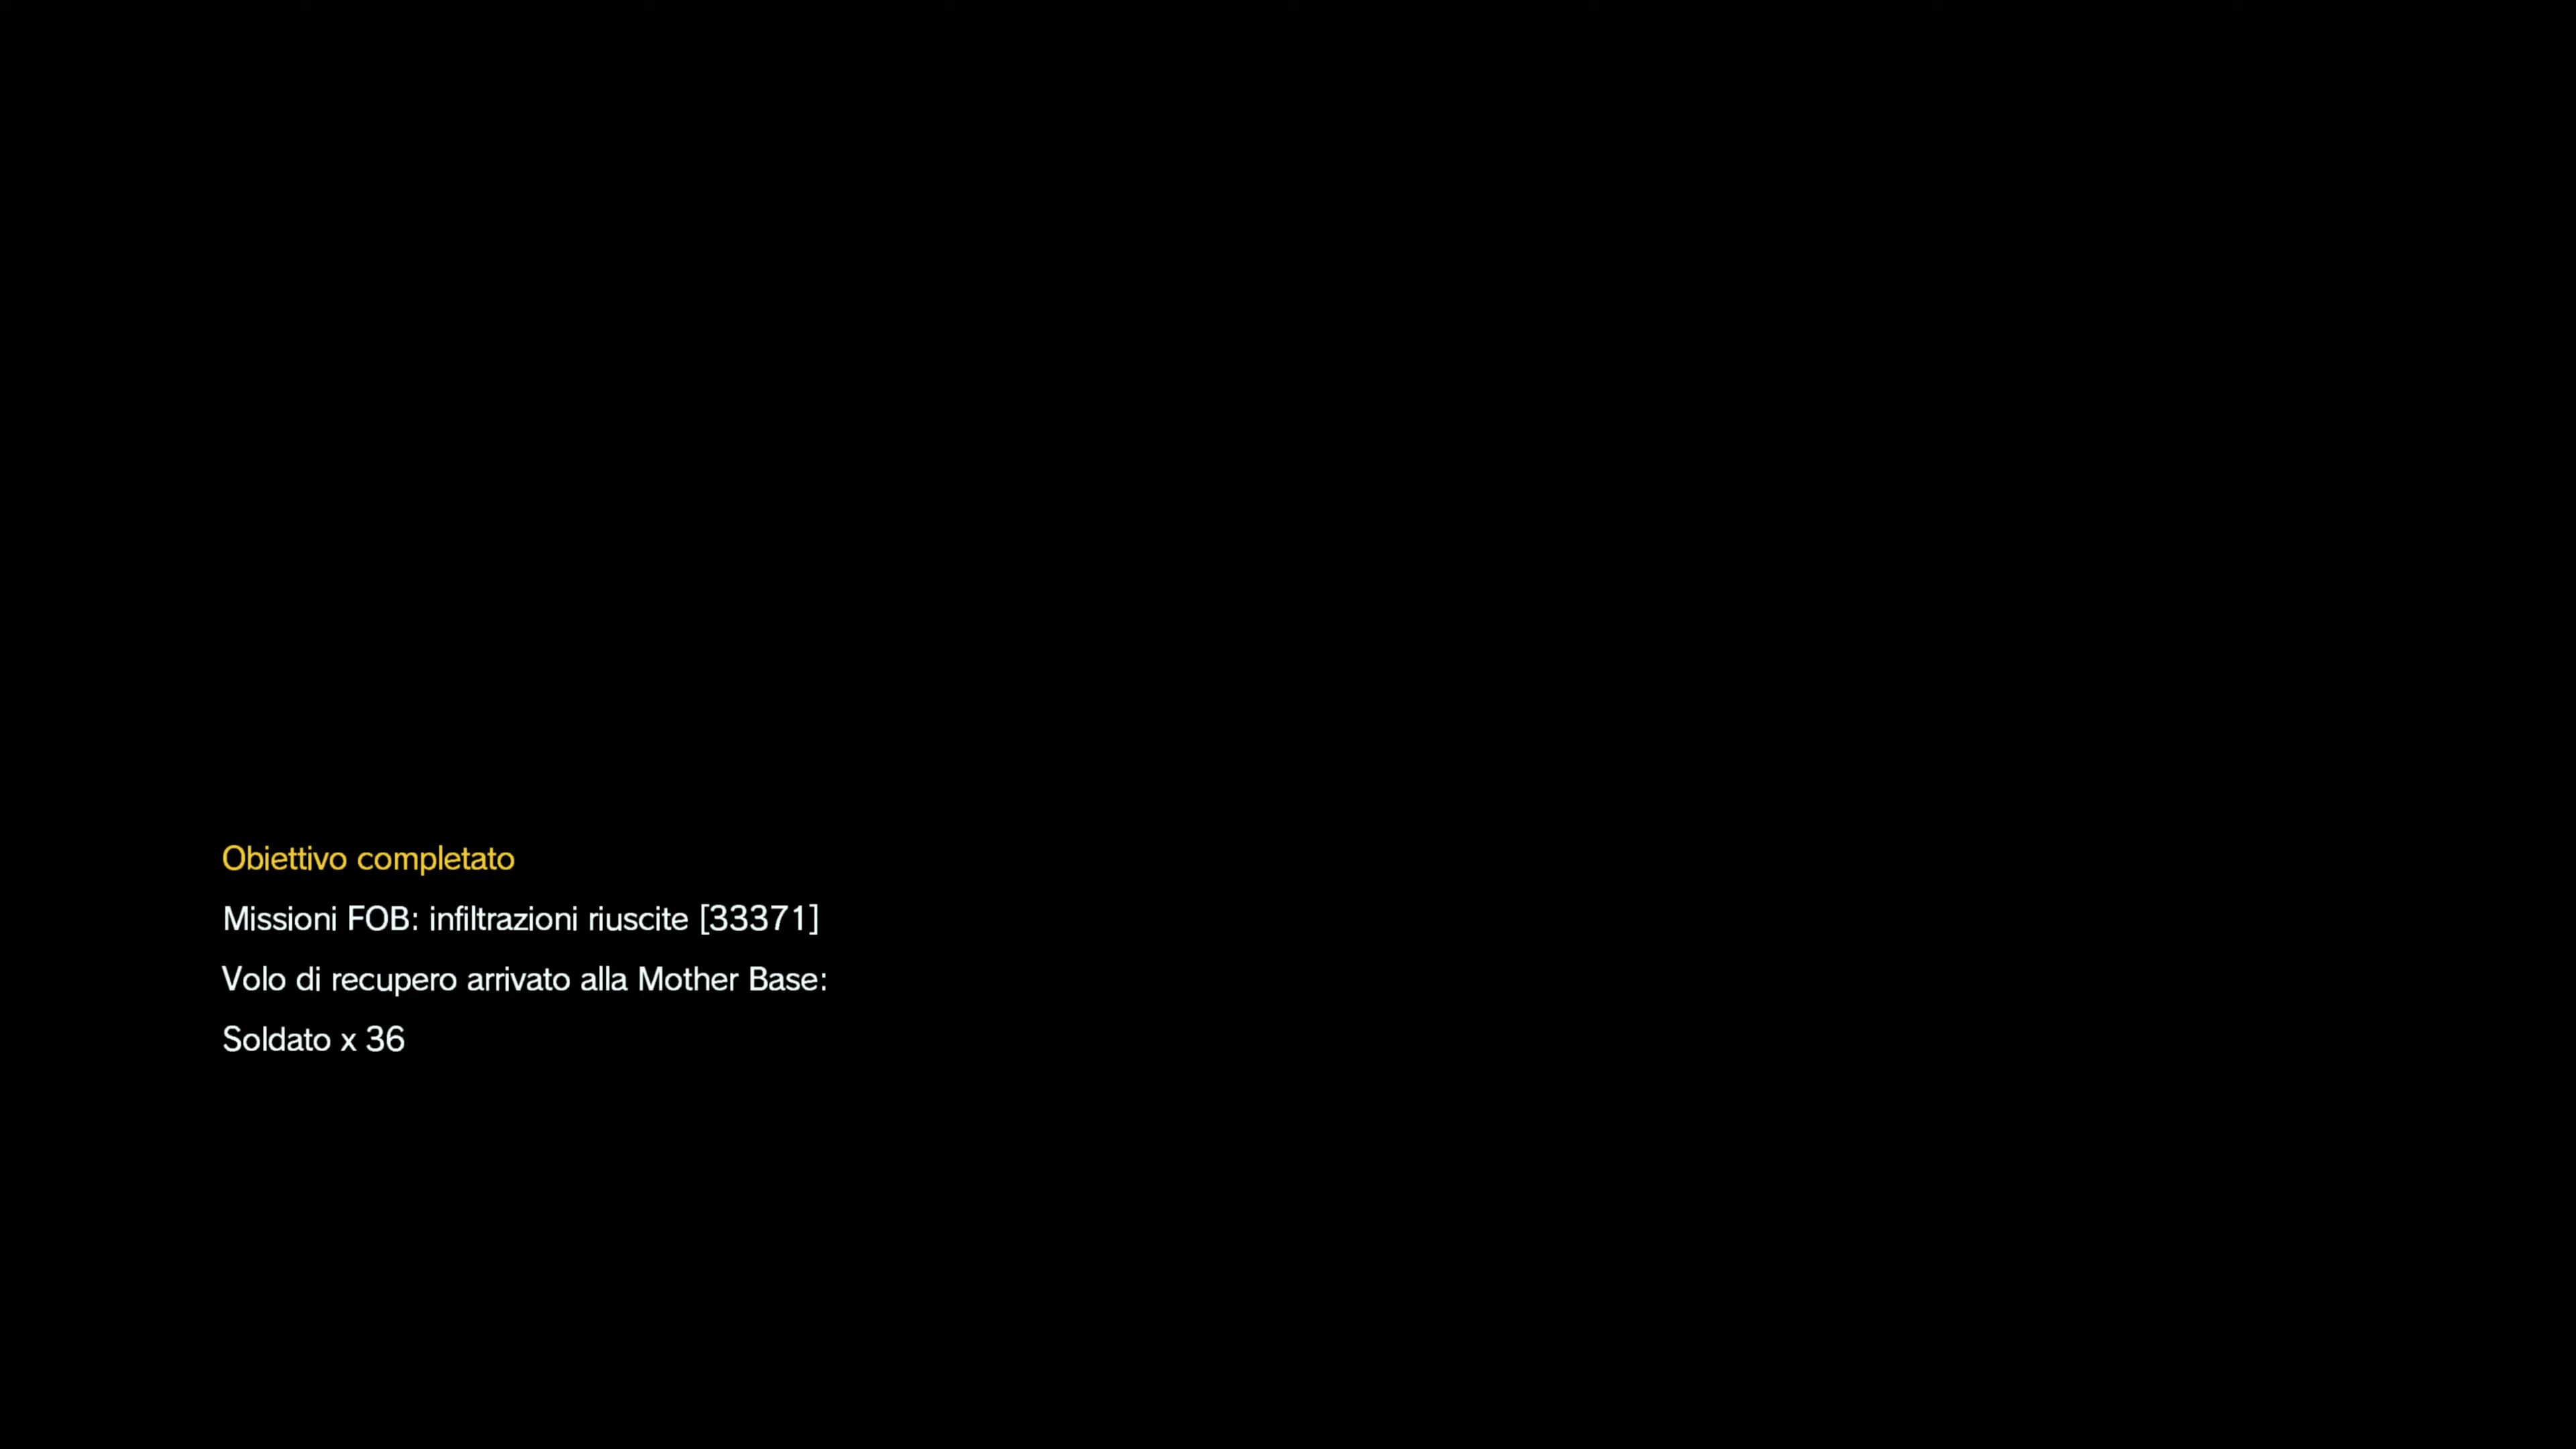 Obiettivo completato
Missioni FOB: infiltrazioni riuscite [33371]
Volo di recupero arrivato alla Mother Base:
Soldato x 36